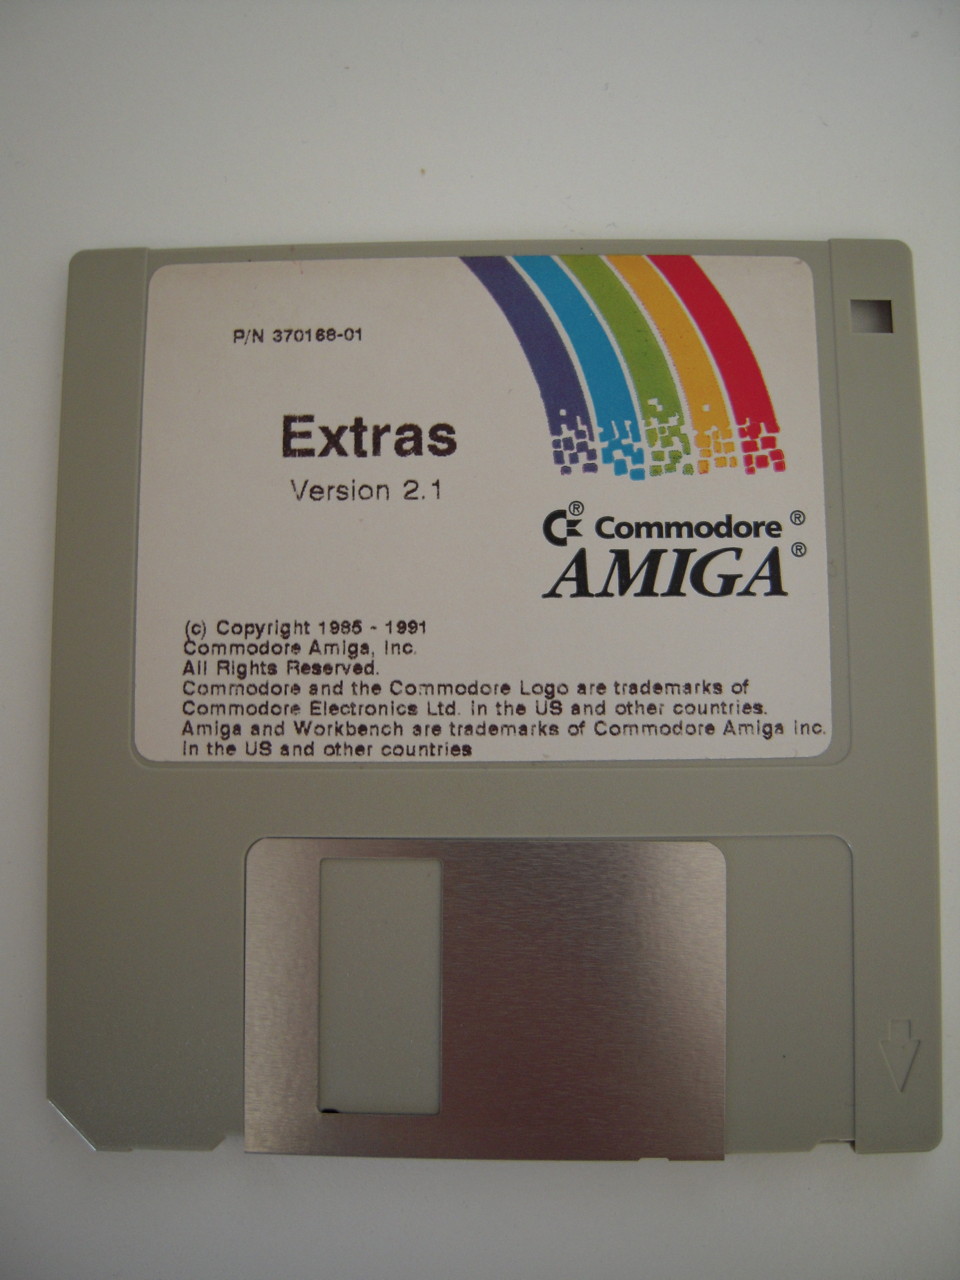 P/N 370168-01
Extras
Version 2.1
C® Commodore ®
AMIGA®
(c) Copyright 1985 - 1991
Commodore Amiga, Inc.
All Rights Reserved.
Commodore and the Commodore Logo are trademarks of
Commodore Electronics Ltd. in the US and other countries.
Amiga and Workbench are trademarks of Commodore Amiga Inc.
in the US and other countries